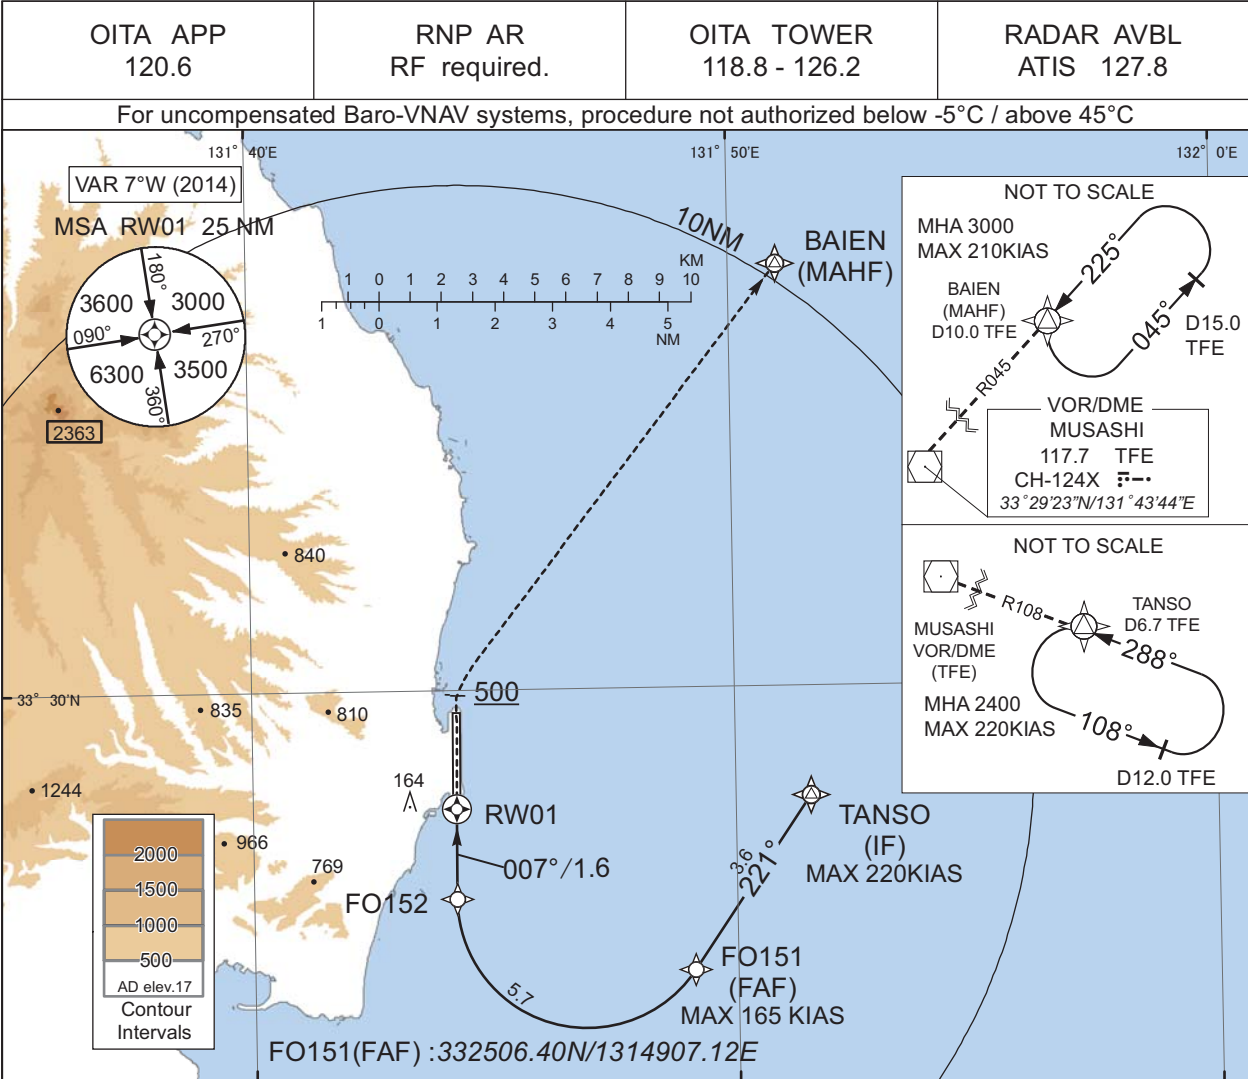 OITA APP
120.6
RNP AR
RF required.
OITA TOWER
118.8 - 126.2
RADAR AVBL
ATIS 127.8
For uncompensated Baro-VNAV systems, procedure not authorized below -5°C / above 45°C
131° 40'E
131° 50'E
132° 0'E
VAR 7°W (2014)
MSA RW01 25 NM
180°
3600
3000
090°
270°
6300
3500
360°
2363
10NM
BAIEN
(MAHF)
KM
1 0 1 2 3 4 5 6 7 8 9 10
1 0 1 2 3 4 5
NM
NOT TO SCALE
MHA 3000
MAX 210KIAS
225°
BAIEN
(MAHF)
D10.0 TFE
045°
D15.0
TFE
R045
VOR/DME
MUSASHI
117.7 TFE
CH-124X
33°29'23"N/131°43'44"E
NOT TO SCALE
R108
TANSO
D6.7 TFE
MUSASHI
VOR/DME
(TFE)
288°
MHA 2400
MAX 220KIAS
108°
D12.0 TFE
840
33° 30'N
835
810
500
1244
164
RW01
966
769
007°/1.6
FO152
TANSO
(IF)
MAX 220KIAS
3.6
221°
FO151
(FAF)
MAX 165 KIAS
5.7
2000
1500
1000
500
AD elev.17
Contour
Intervals
FO151(FAF) :332506.40N/1314907.12E